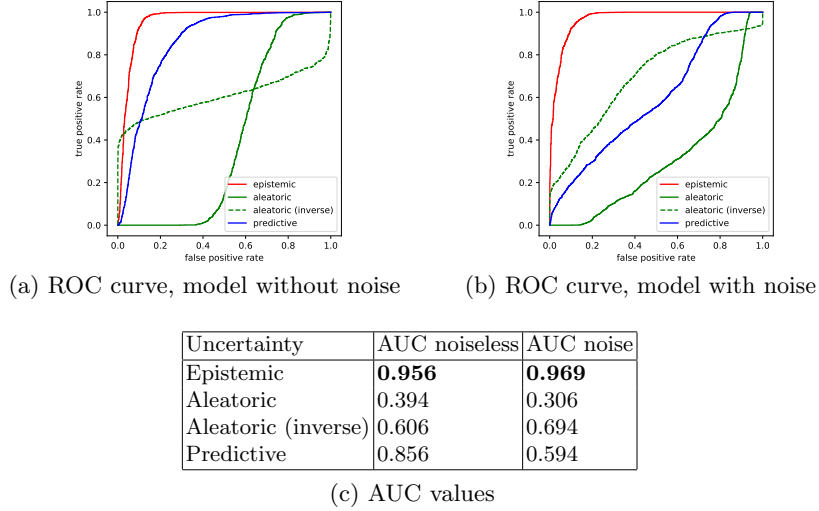 1.0
0.8
0.6
0.4
0.2
0.0
true positive rate
epistemic
aleatoric
aleatoric (inverse)
predictive
0.0 0.2 0.4 0.6 0.8 1.0
false positive rate
(a) ROC curve, model without noise
1.0
0.8
0.6
0.4
0.2
0.0
true positive rate
epistemic
aleatoric
aleatoric (inverse)
predictive
0.0 0.2 0.4 0.6 0.8 1.0
false positive rate
(b) ROC curve, model with noise
Uncertainty AUC noiseless AUC noise
Epistemic 0.956 0.969
Aleatoric 0.394 0.306
Aleatoric (inverse) 0.606 0.694
Predictive 0.856 0.594
(c) AUC values